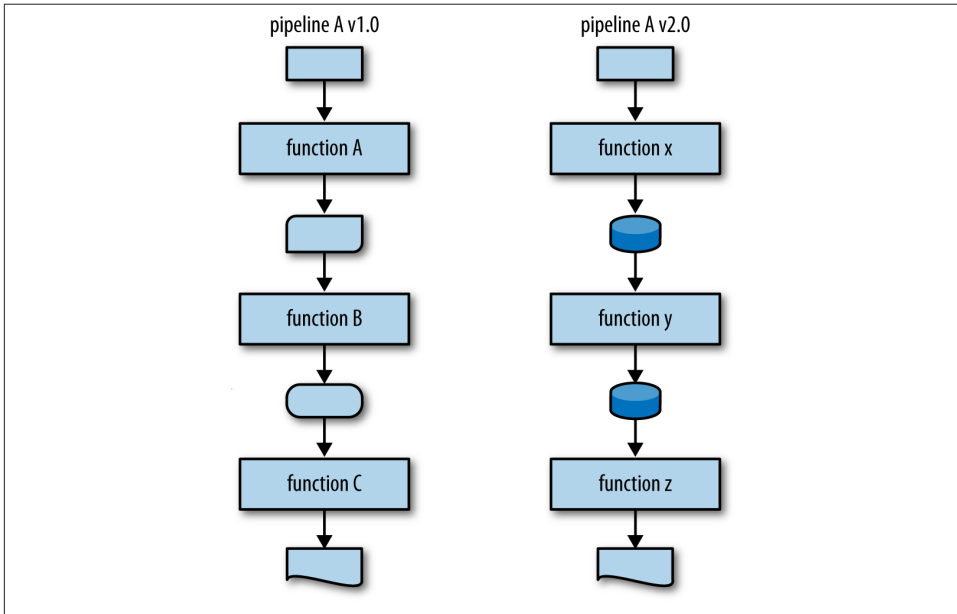 pipeline A v1.0
function A
function B
function C
pipeline A v2.0
function x
function y
function z